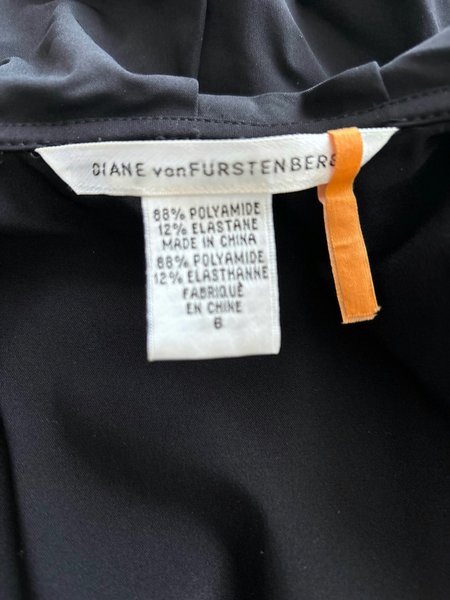 DIANE vonFURSTENBERG
88% POLYAMIDE
12% ELASTANE
MADE IN CHINA
88% POLYAMIDE
12% ELASTHANNE
FABRIQUÉ
EN CHINE
6